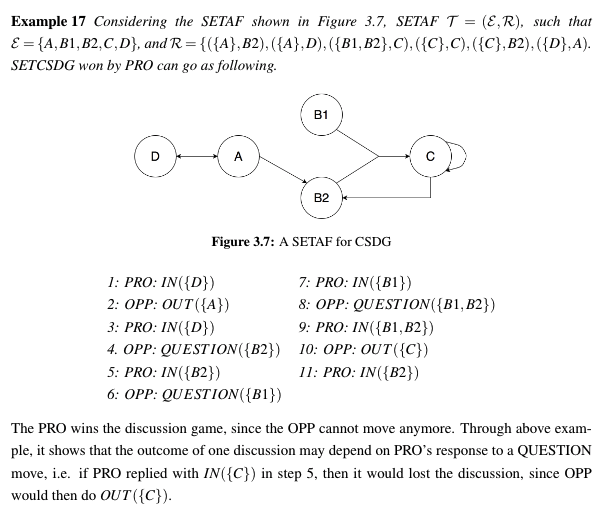 Example 17 Considering the SETAF shown in Figure 3.7, SETAF T = (E,R), such that
E = {A,B1,B2,C,D}, and R = {({A},B2),({A},D),({B1,B2},C),({C},C),({C},B2),({D},A).
SETCSDG won by PRO can go as following.
B1
D
A
C
B2
Figure 3.7: A SETAF for CSDG
1: PRO: IN({D})
2: OPP: OUT({A})
3: PRO: IN({D})
4. OPP: QUESTION({B2})
5: PRO: IN({B2})
6: OPP: QUESTION({B1})
7: PRO: IN({B1})
8: OPP: QUESTION({B1,B2})
9: PRO: IN({B1,B2})
10: OPP: OUT({C})
11: PRO: IN({B2})
The PRO wins the discussion game, since the OPP cannot move anymore. Through above exam-
ple, it shows that the outcome of one discussion may depend on PRO's response to a QUESTION
move, i.e. if PRO replied with IN({C}) in step 5, then it would lost the discussion, since OPP
would then do OUT({C}).